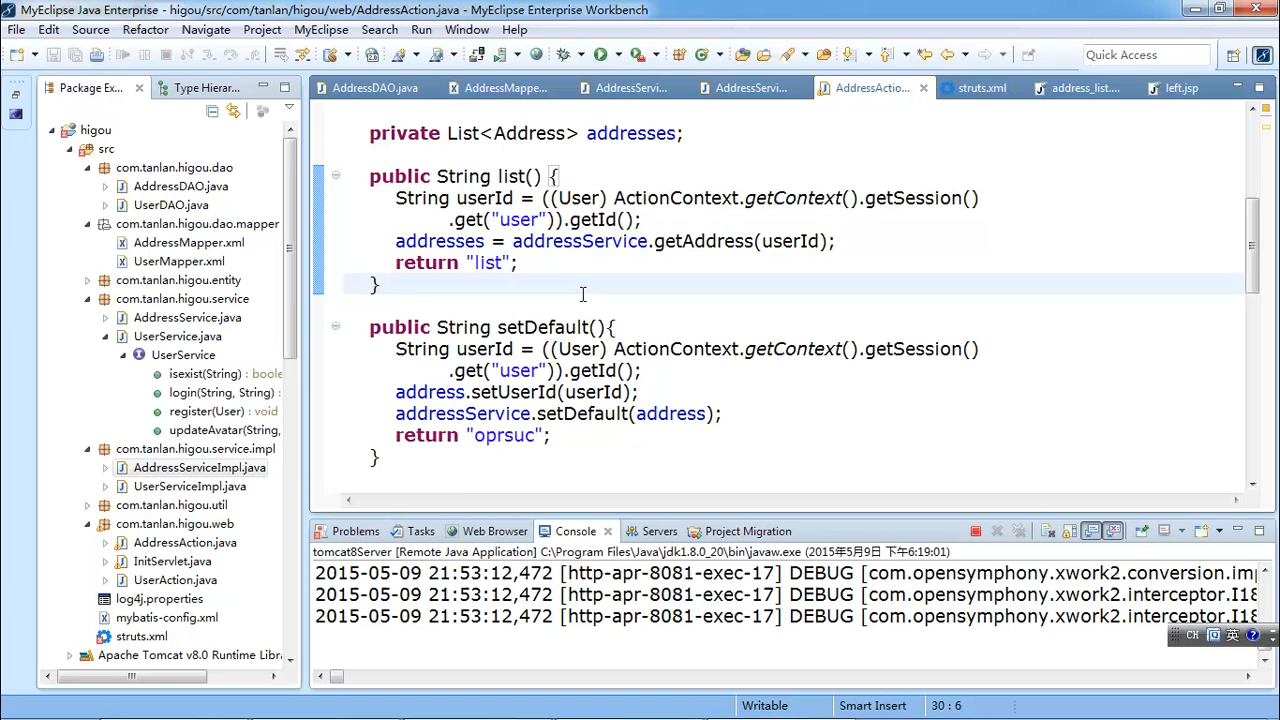 MyEclipse Java Enterprise - higou/src/com/tanlan/higou/web/AddressAction.java - MyEclipse Enterprise Workbench
File Edit Source Refactor Navigate Project MyEclipse Search Run Window Help
Quick Access
Package Ex... Type Hierar...
AddressDAO.java AddressMappe... AddressServi... AddressServi... AddressActio... struts.xml address_list.... left.jsp
higou
src
com.tanlan.higou.dao
AddressDAO.java
UserDAO.java
com.tanlan.higou.dao.mapper
AddressMapper.xml
UserMapper.xml
com.tanlan.higou.entity
com.tanlan.higou.service
AddressService.java
UserService.java
UserService
isexist(String) : boole
login(String, String) :
register(User) : void
updateAvatar(String,
com.tanlan.higou.service.impl
AddressServiceImpl.java
UserServiceImpl.java
com.tanlan.higou.util
com.tanlan.higou.web
AddressAction.java
InitServlet.java
UserAction.java
log4j.properties
mybatis-config.xml
struts.xml
Apache Tomcat v8.0 Runtime Libra
private List<Address> addresses;
public String list() {
String userId = ((User) ActionContext.getContext().getSession()
.get("user")).getId();
addresses = addressService.getAddress(userId);
return "list";
}
public String setDefault(){
String userId = ((User) ActionContext.getContext().getSession()
.get("user")).getId();
address.setUserId(userId);
addressService.setDefault(address);
return "oprsuc";
}
Problems Tasks Web Browser Console Servers Project Migration
tomcat8Server [Remote Java Application] C:\Program Files\Java\jdk1.8.0_20\bin\javaw.exe (2015年5月9日 下午6:19:01)
2015-05-09 21:53:12,472 [http-apr-8081-exec-17] DEBUG [com.opensymphony.xwork2.conversion.imp
2015-05-09 21:53:12,472 [http-apr-8081-exec-17] DEBUG [com.opensymphony.xwork2.interceptor.I18
2015-05-09 21:53:12,472 [http-apr-8081-exec-17] DEBUG [com.opensymphony.xwork2.interceptor.I18
CH 英
Writable Smart Insert 30 : 6